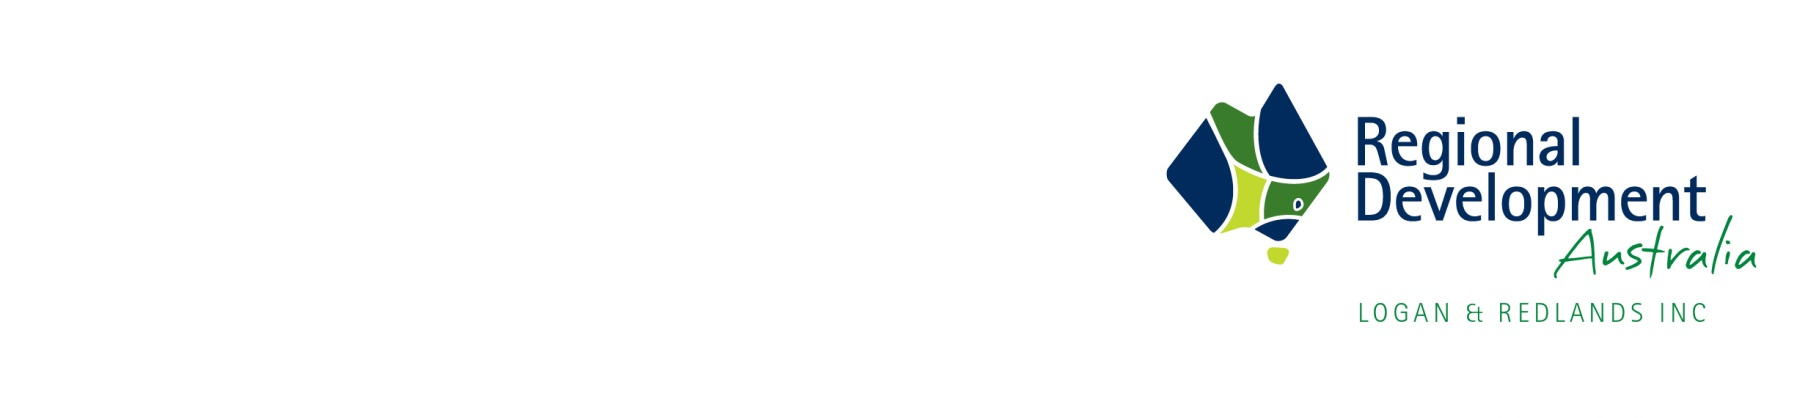 Regional
Development
Australia
LOGAN & REDLANDS INC